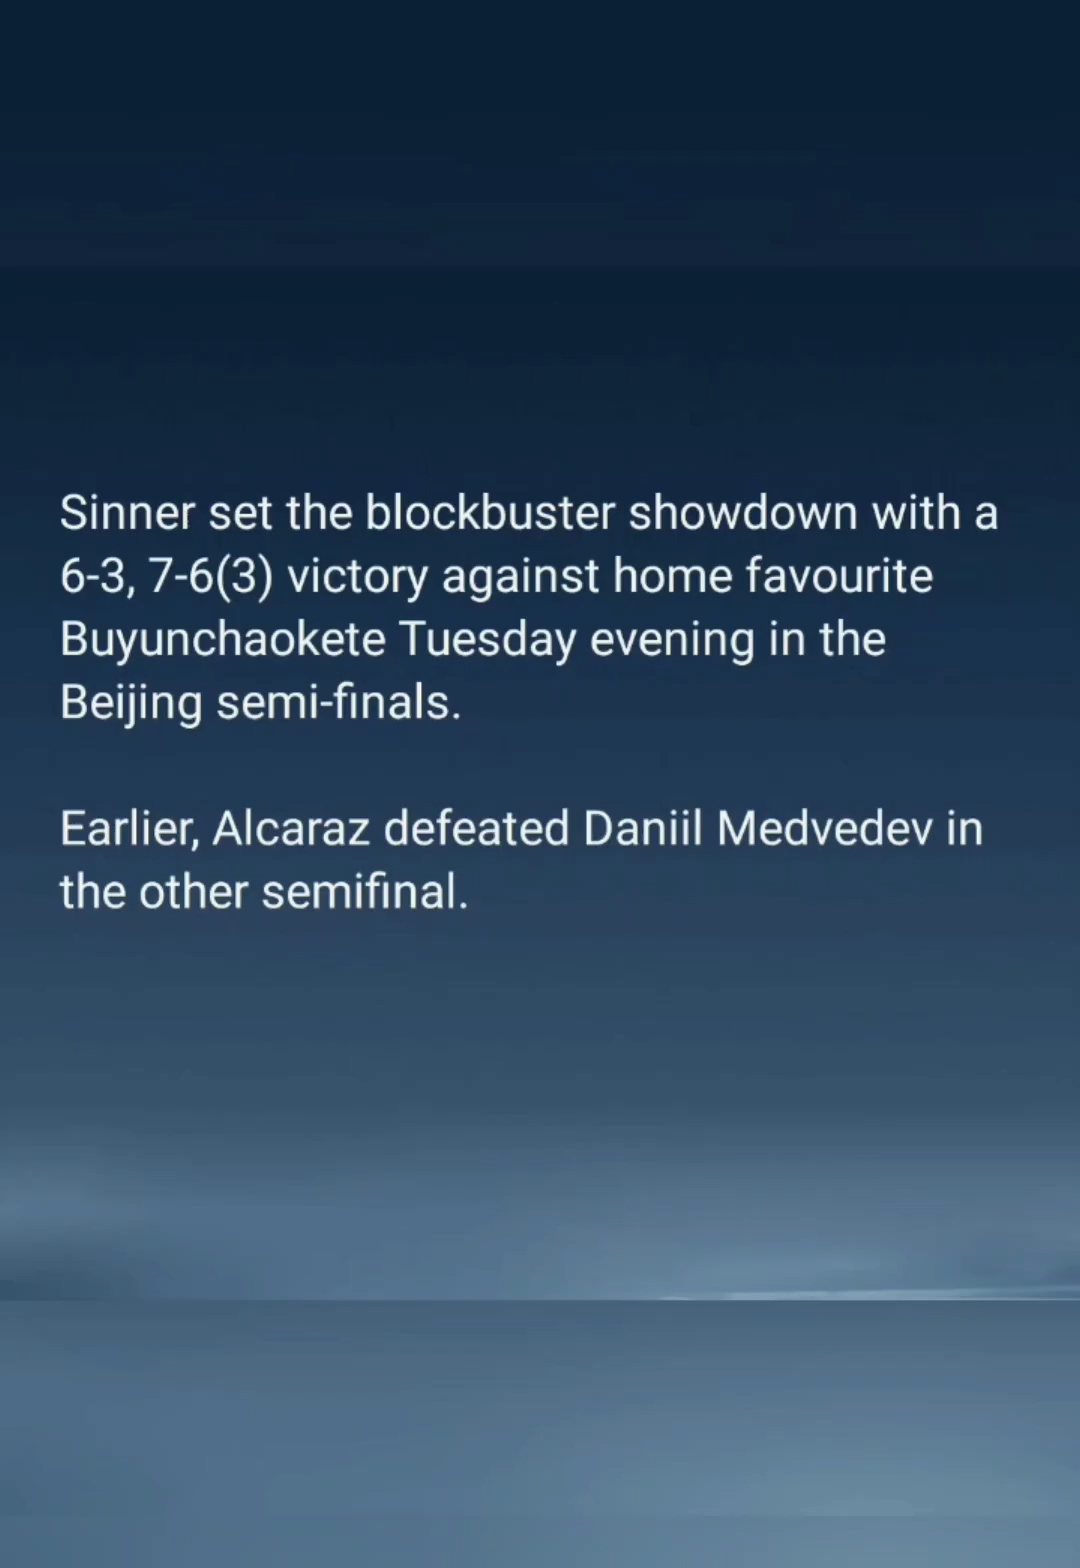 Sinner set the blockbuster showdown with a
6-3, 7-6(3) victory against home favourite
Buyunchaokete Tuesday evening in the
Beijing semi-finals.
Earlier, Alcaraz defeated Daniil Medvedev in
the other semifinal.